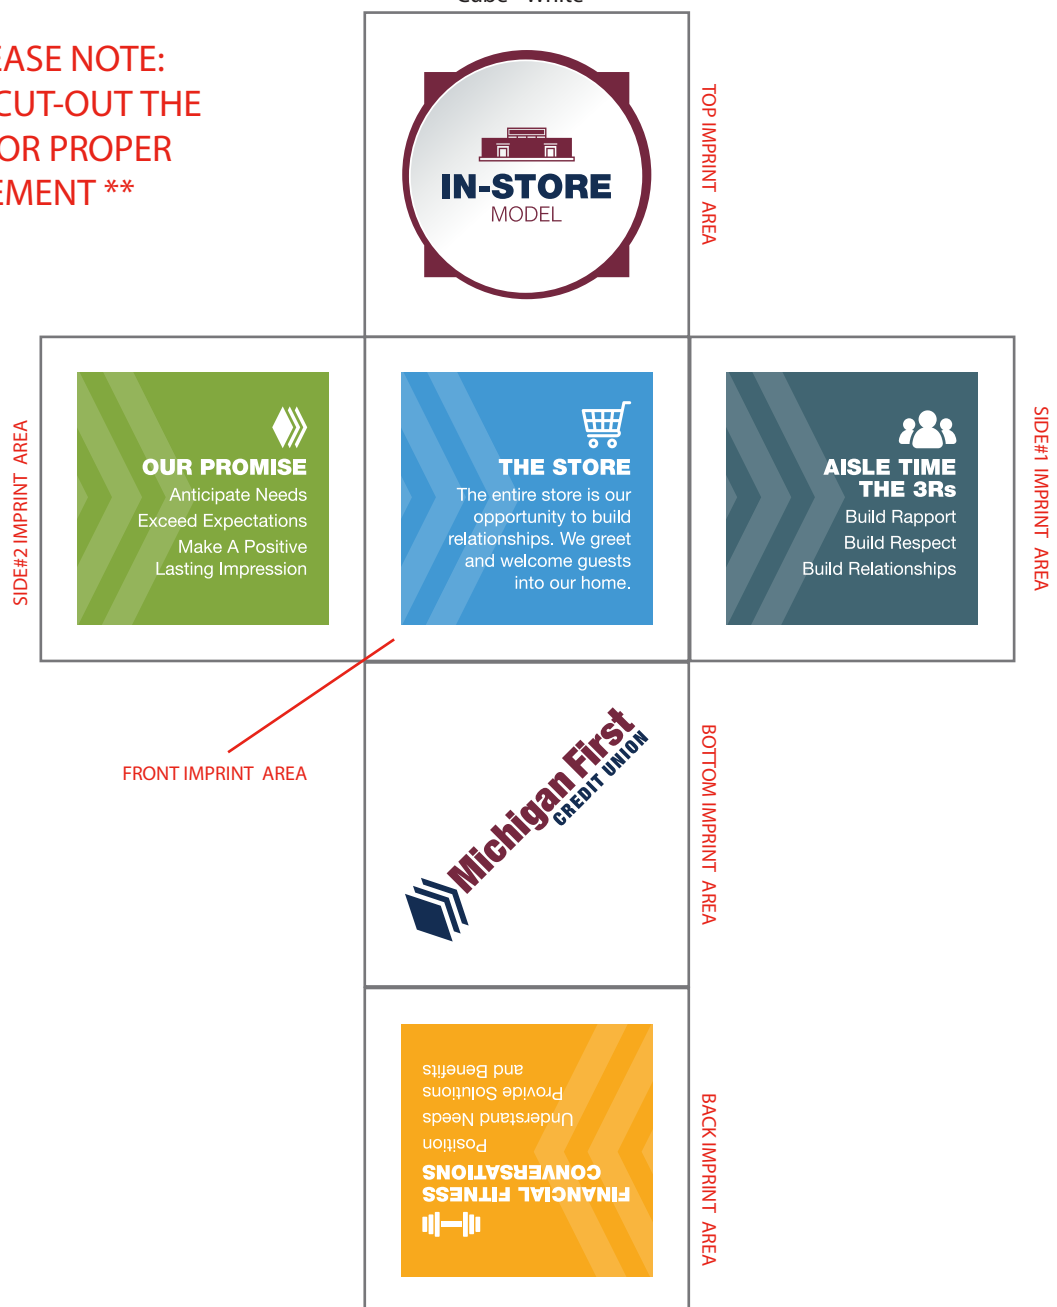 Cube - White
EASE NOTE:
CUT-OUT THE
OR PROPER
EMENT **
IN-STORE
MODEL
TOP IMPRINT AREA
SIDE#2 IMPRINT AREA
OUR PROMISE
Anticipate Needs
Exceed Expectations
Make A Positive
Lasting Impression
THE STORE
The entire store is our
opportunity to build
relationships. We greet
and welcome guests
into our home.
AISLE TIME
THE 3Rs
Build Rapport
Build Respect
Build Relationships
SIDE#1 IMPRINT AREA
FRONT IMPRINT AREA
Michigan First
CREDIT UNION
BOTTOM IMPRINT AREA
FINANCIAL FITNESS
CONVERSATIONS
Position
Understand Needs
Provide Solutions
and Benefits
BACK IMPRINT AREA